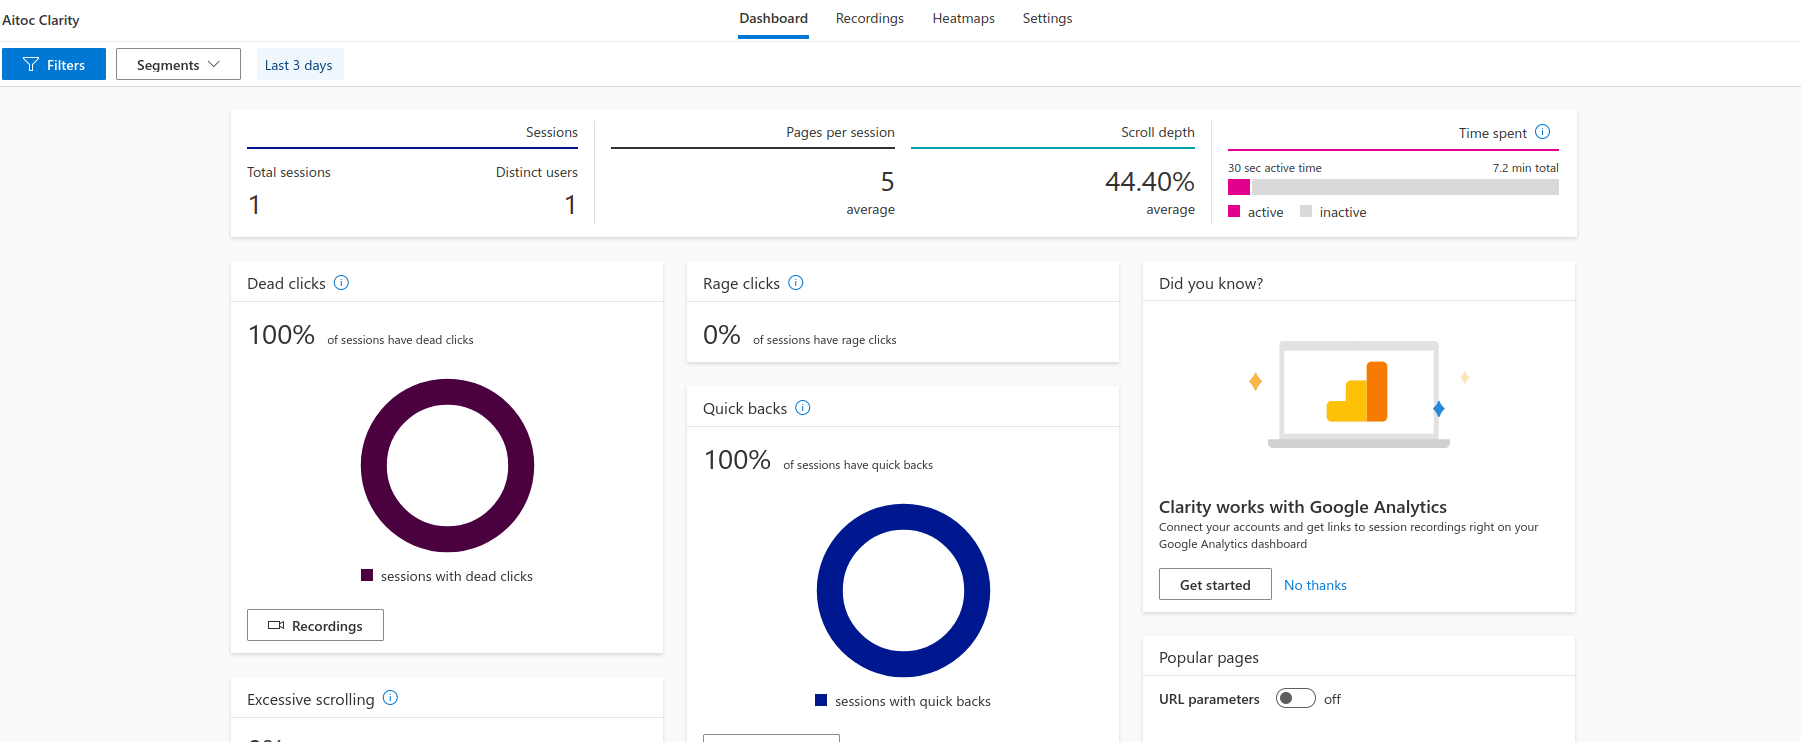 Aitoc Clarity
Dashboard Recordings Heatmaps Settings
Filters Segments Last 3 days
Sessions
Total sessions Distinct users
1 1
Pages per session
5
average
Scroll depth
44.40%
average
Time spent
30 sec active time 7.2 min total
active inactive
Dead clicks
100% of sessions have dead clicks
sessions with dead clicks
Recordings
Excessive scrolling
Rage clicks
0% of sessions have rage clicks
Quick backs
100% of sessions have quick backs
sessions with quick backs
Did you know?
Clarity works with Google Analytics
Connect your accounts and get links to session recordings right on your
Google Analytics dashboard
Get started No thanks
Popular pages
URL parameters off